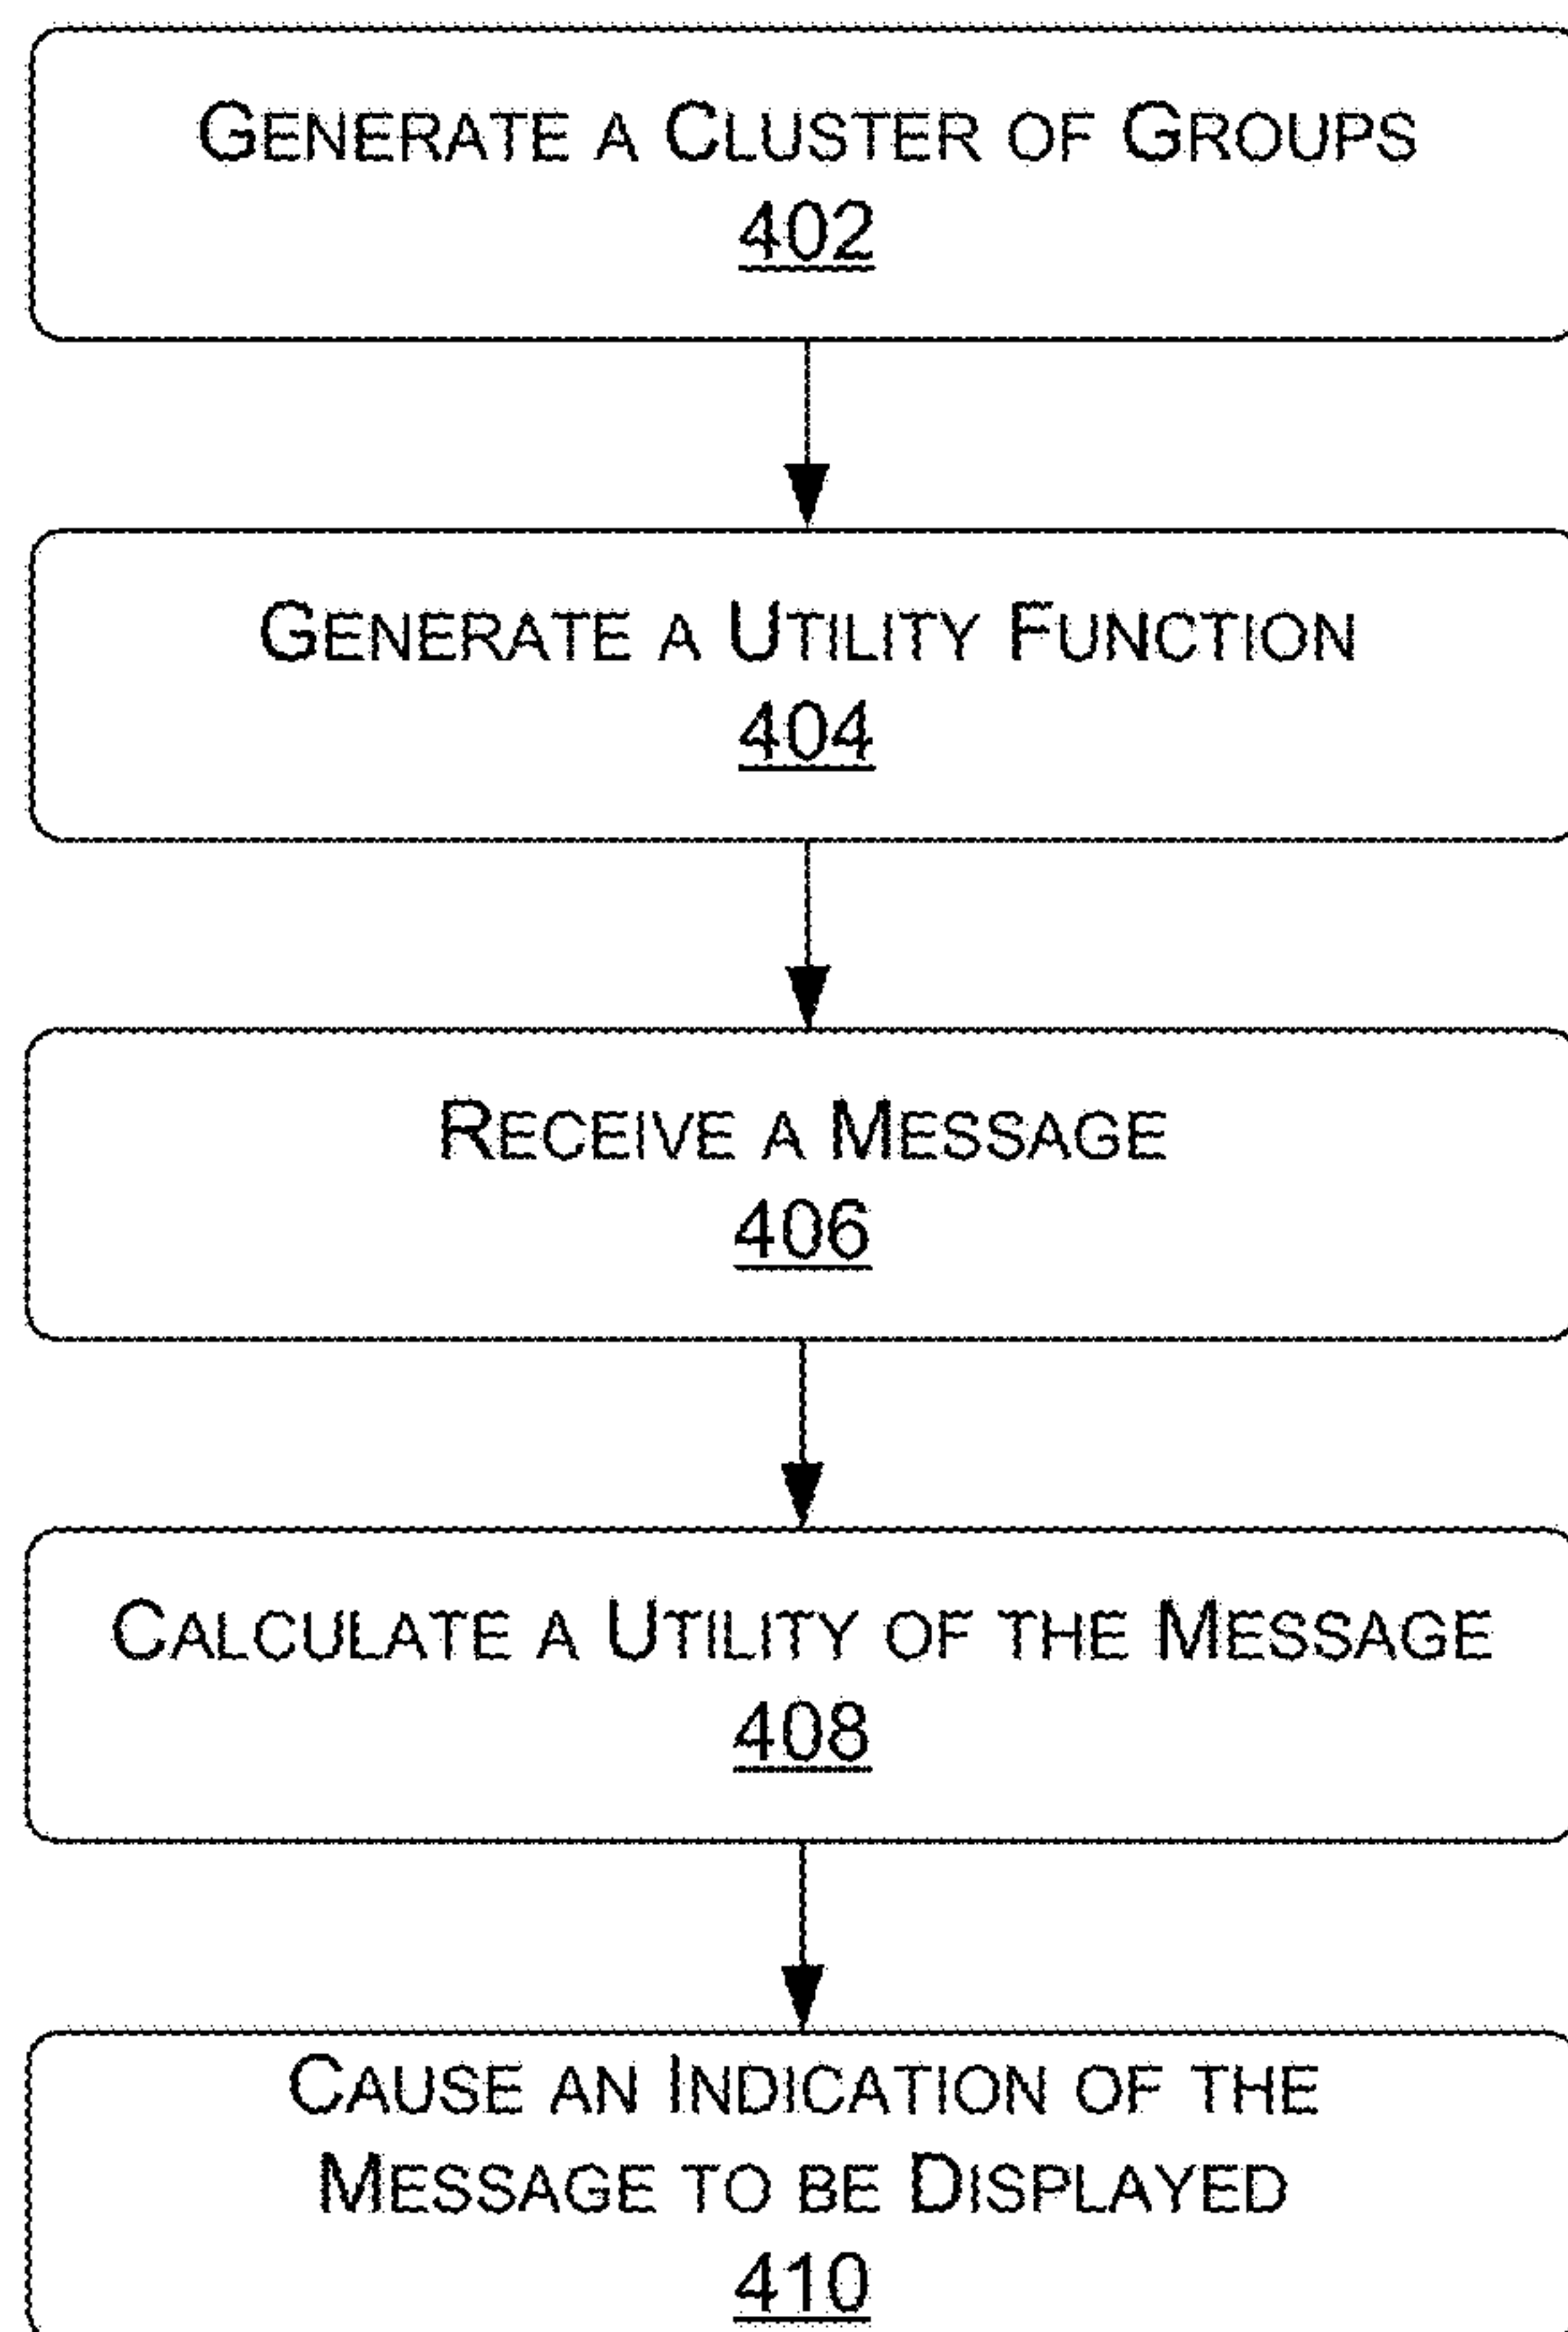 GENERATE A CLUSTER OF GROUPS
402
GENERATE A UTILITY FUNCTION
404
RECEIVE A MESSAGE
406
CALCULATE A UTILITY OF THE MESSAGE
408
CAUSE AN INDICATION OF THE
MESSAGE TO BE DISPLAYED
410